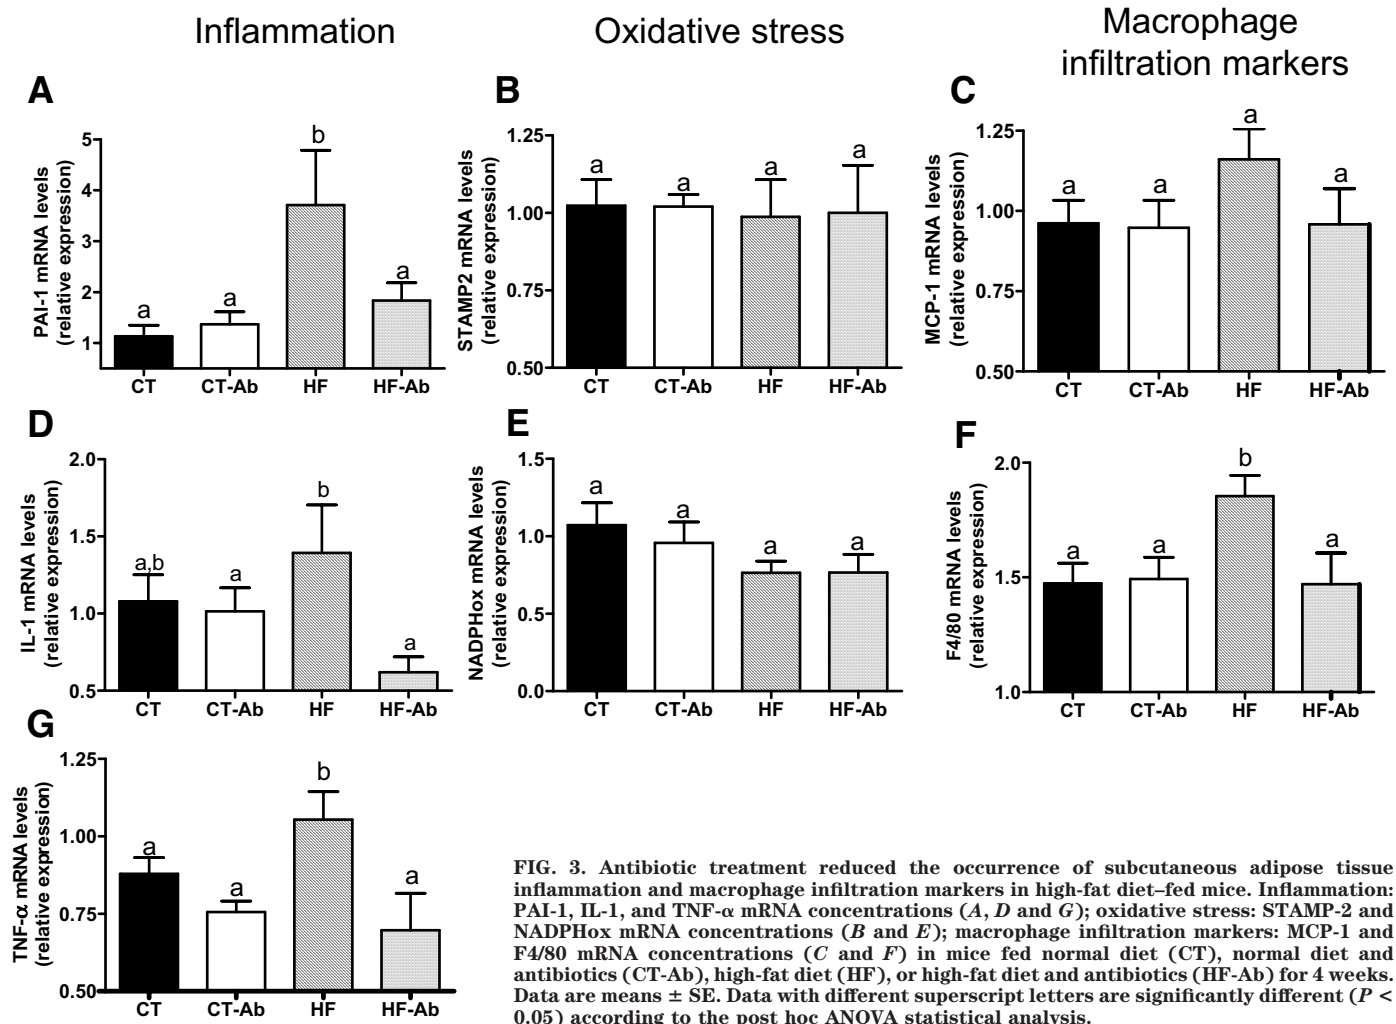 Inflammation
Oxidative stress
Macrophage
infiltration markers
A
PAI-1 mRNA levels
(relative expression)
5
4
3
2
1
a
a
b
a
CT
CT-Ab
HF
HF-Ab
B
STAMP2 mRNA levels
(relative expression)
1.25
1.00
0.75
0.50
a
a
a
a
CT
CT-Ab
HF
HF-Ab
C
MCP-1 mRNA levels
(relative expression)
1.25
1.00
0.75
0.50
a
a
a
a
CT
CT-Ab
HF
HF-Ab
D
IL-1 mRNA levels
(relative expression)
2.0
1.5
1.0
0.5
a,b
a
b
a
CT
CT-Ab
HF
HF-Ab
E
NADPHox mRNA levels
(relative expression)
1.5
1.0
0.5
0.0
a
a
a
a
CT
CT-Ab
HF
HF-Ab
F
F4/80 mRNA levels
(relative expression)
2.0
1.5
1.0
a
a
b
a
CT
CT-Ab
HF
HF-Ab
G
TNF-α mRNA levels
(relative expression)
1.25
1.00
0.75
0.50
a
a
b
a
CT
CT-Ab
HF
HF-Ab
FIG. 3. Antibiotic treatment reduced the occurrence of subcutaneous adipose tissue
inflammation and macrophage infiltration markers in high-fat diet–fed mice. Inflammation:
PAI-1, IL-1, and TNF-α mRNA concentrations (A, D and G); oxidative stress: STAMP-2 and
NADPHox mRNA concentrations (B and E); macrophage infiltration markers: MCP-1 and
F4/80 mRNA concentrations (C and F) in mice fed normal diet (CT), normal diet and
antibiotics (CT-Ab), high-fat diet (HF), or high-fat diet and antibiotics (HF-Ab) for 4 weeks.
Data are means ± SE. Data with different superscript letters are significantly different (P <
0.05) according to the post hoc ANOVA statistical analysis.